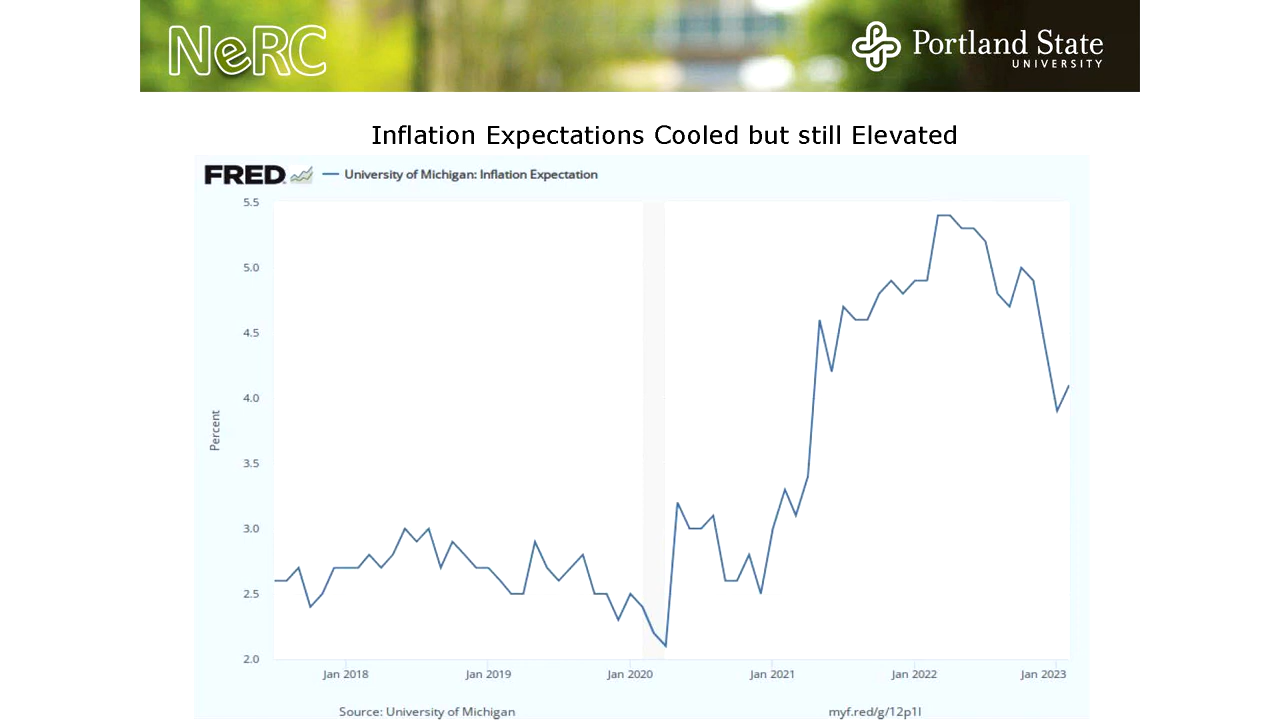 NeRC
Portland State
UNIVERSITY
Inflation Expectations Cooled but still Elevated
FRED
University of Michigan: Inflation Expectation
5.5
5.0
4.5
4.0
3.5
3.0
2.5
2.0
Percent
Jan 2018 Jan 2019 Jan 2020 Jan 2021 Jan 2022 Jan 2023
Source: University of Michigan
myf.red/g/12p1l